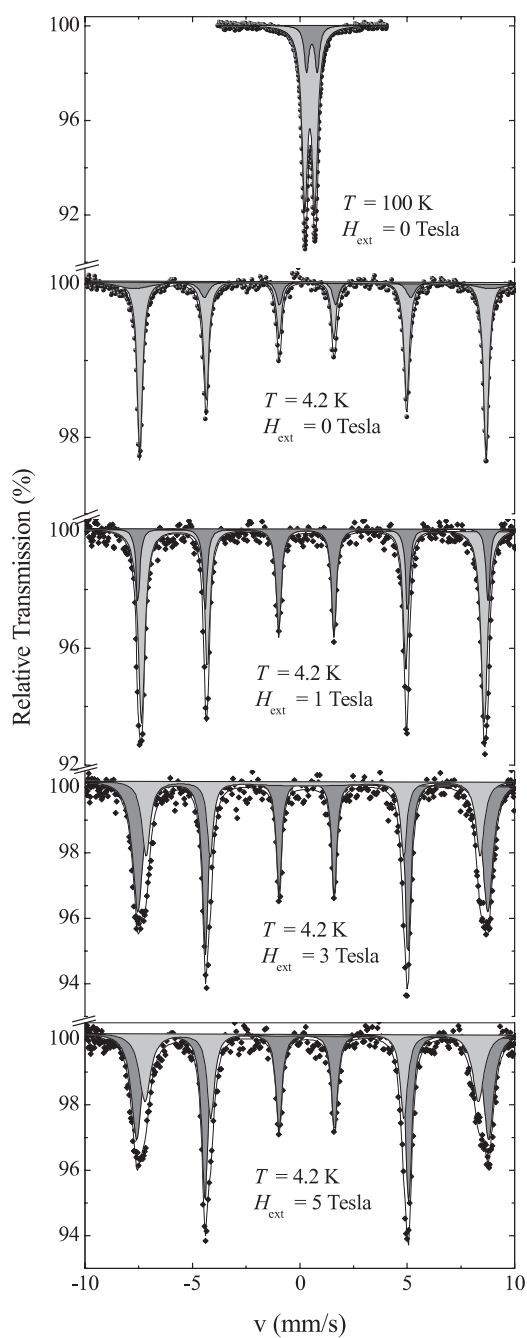 100
96
92
T = 100 K
H_ext = 0 Tesla
100
98
T = 4.2 K
H_ext = 0 Tesla
100
96
92
T = 4.2 K
H_ext = 1 Tesla
100
98
96
94
T = 4.2 K
H_ext = 3 Tesla
100
98
96
94
T = 4.2 K
H_ext = 5 Tesla
-10 -5 0 5 10
v (mm/s)
Relative Transmission (%)